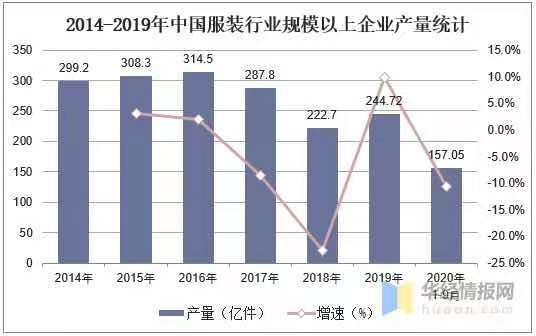 2014-2019年中国服装行业规模以上企业产量统计
350
300
250
200
150
100
50
0
299.2
308.3
314.5
287.8
222.7
244.72
157.05
15.0%
10.0%
5.0%
0.0%
-5.0%
-10.0%
-15.0%
-20.0%
-25.0%
2014年
2015年
2016年
2017年
2018年
2019年
2020年
1-9月
产量（亿件）
增速（%）
华经情报网
huaon.com